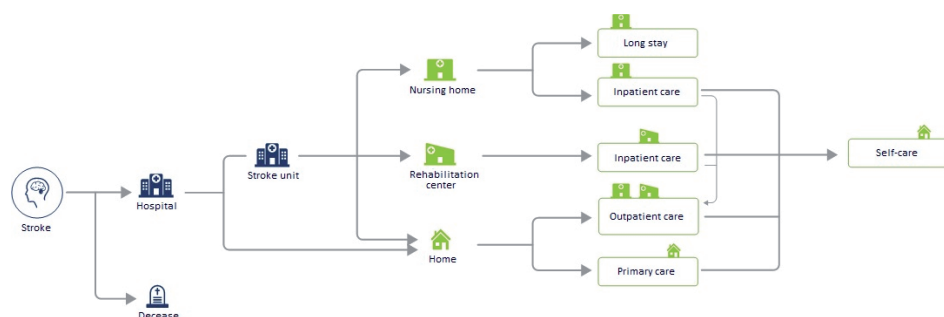 Long stay
Nursing home
Inpatient care
Stroke unit
Rehabilitation
center
Inpatient care
Self-care
Hospital
Stroke
Outpatient care
Home
Primary care
Decease